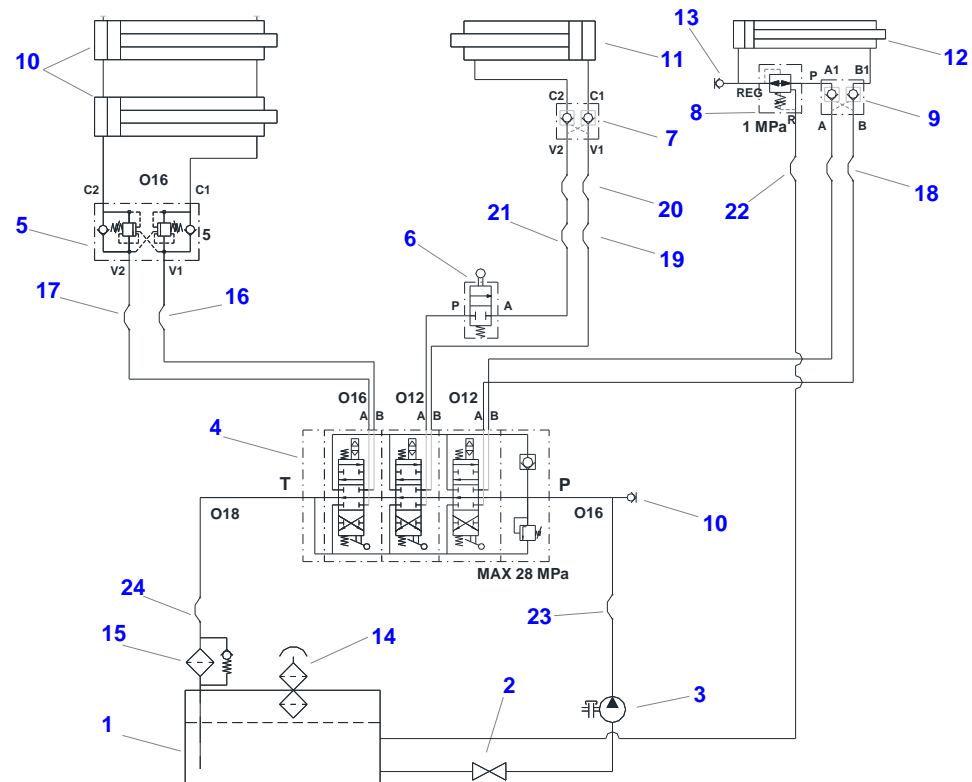 13
12
10
11
A1 B1
P
REG
8
R
1 MPa
A B
9
C2 C1
7
V2 V1
O16
C2 C1
5
5
V2 V1
22
18
20
21
19
6
P A
17
16
O16 O12 O12
A B A B A B
4
T P
O18 O16
10
MAX 28 MPa
24
23
15
14
2
3
1